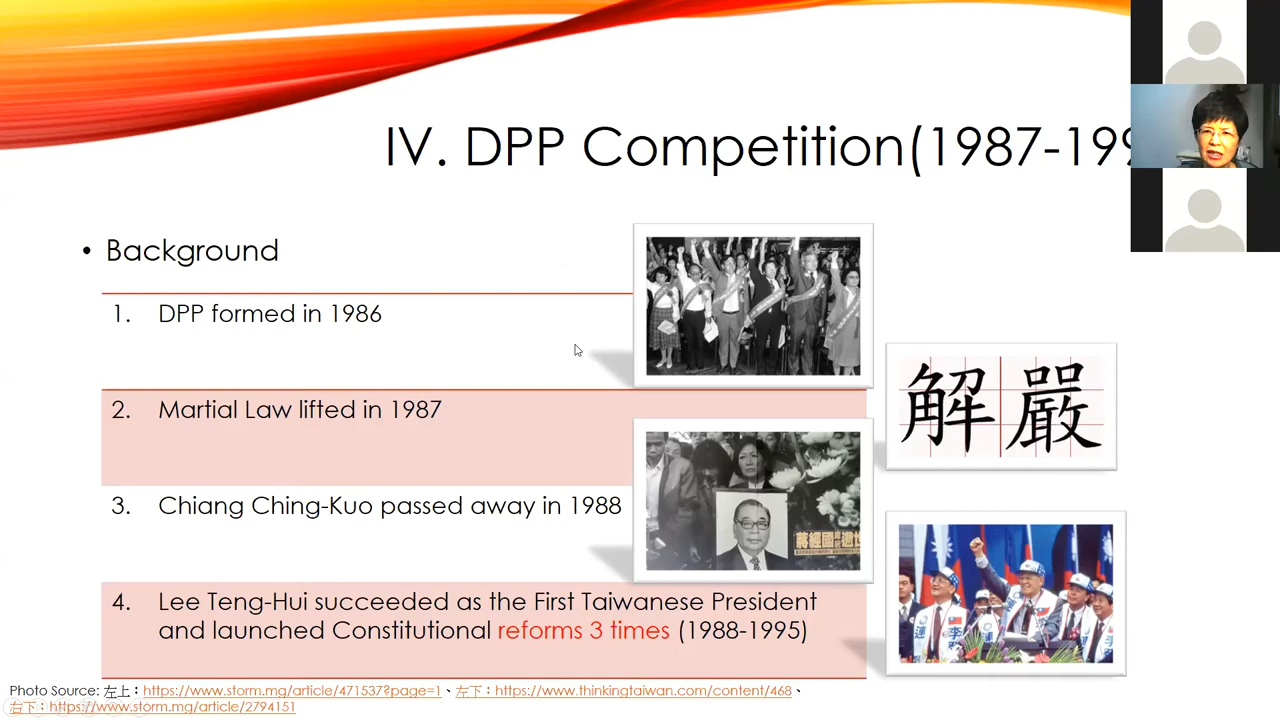 IV. DPP Competition(1987-199
• Background
1. DPP formed in 1986
2. Martial Law lifted in 1987
3. Chiang Ching-Kuo passed away in 1988
4. Lee Teng-Hui succeeded as the First Taiwanese President
and launched Constitutional reforms 3 times (1988-1995)
解嚴
蔣經國
Photo Source: 左上：https://www.storm.mg/article/471537?page=1、左下：https://www.thinkingtaiwan.com/content/468、
右下：https://www.storm.mg/article/2794151